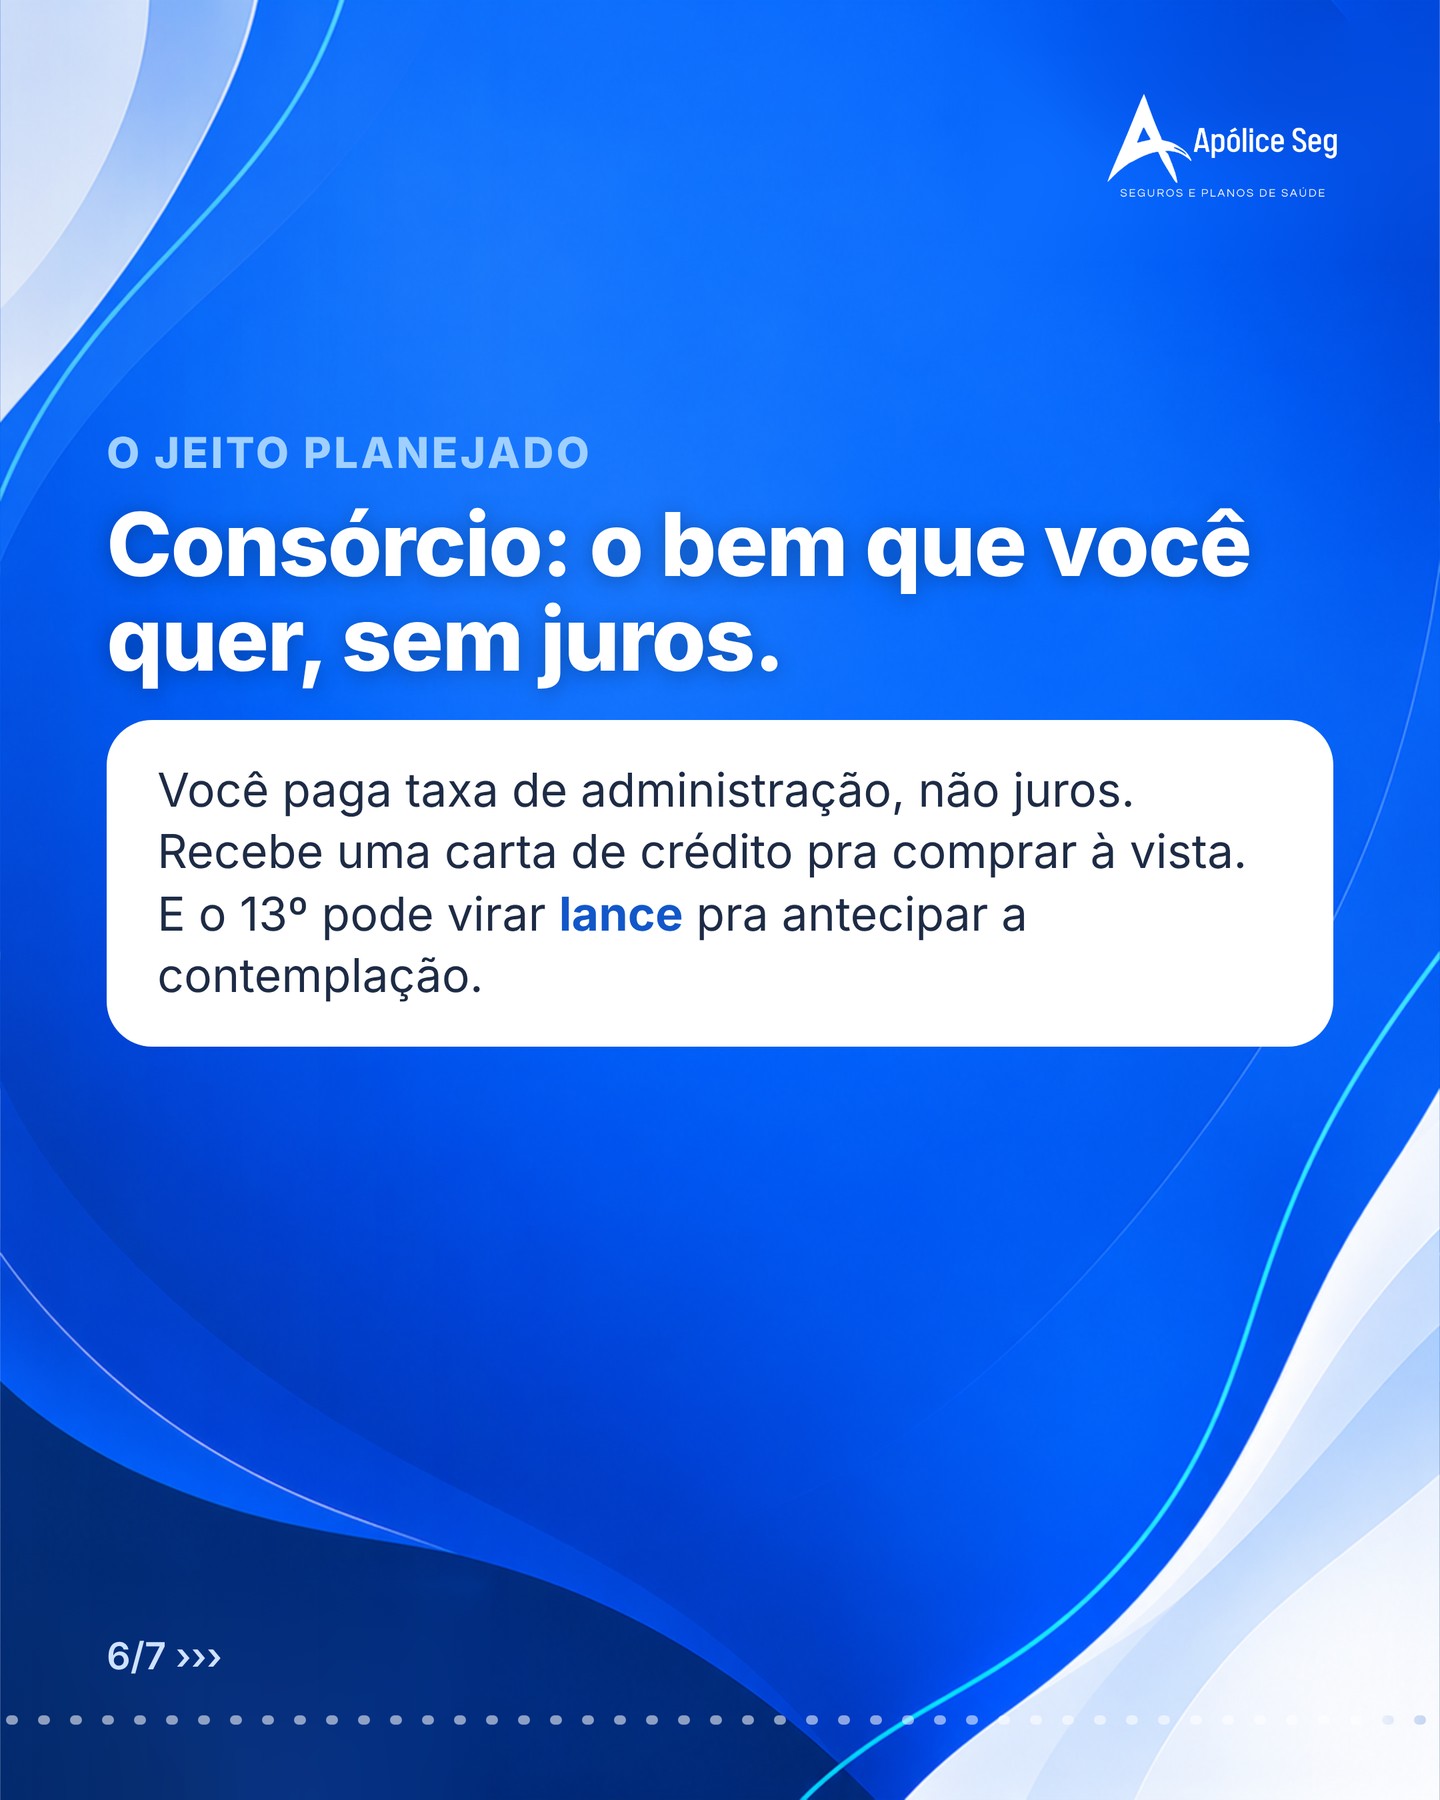 Apólice Seg
SEGUROS E PLANOS DE SAÚDE
O JEITO PLANEJADO
Consórcio: o bem que você
quer, sem juros.
Você paga taxa de administração, não juros.
Recebe uma carta de crédito pra comprar à vista.
E o 13º pode virar lance pra antecipar a
contemplação.
6/7 ›››